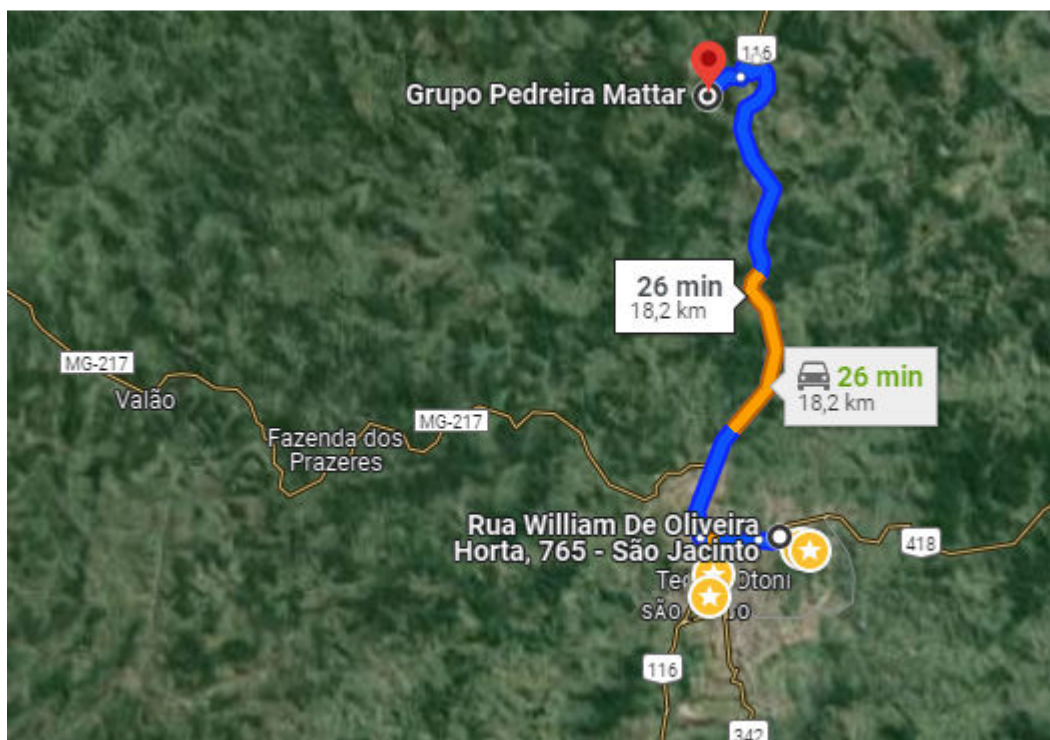 116
Grupo Pedreira Mattar
26 min
18,2 km
MG-217
26 min
18,2 km
Valão
MG-217
Fazenda dos
Prazeres
Rua William De Oliveira
Horta, 765 - São Jacinto
418
Otoni
116
342